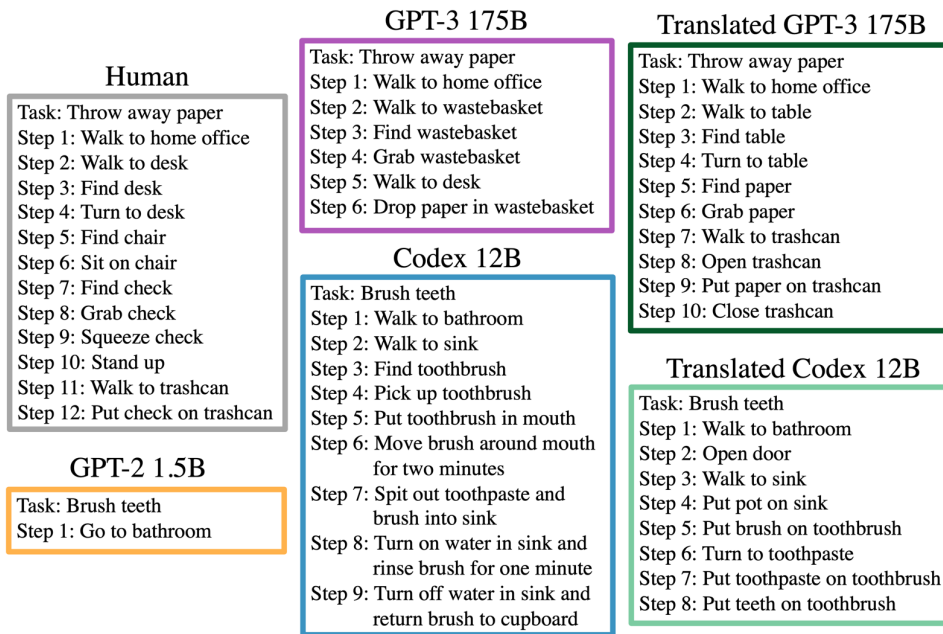 Human
Task: Throw away paper
Step 1: Walk to home office
Step 2: Walk to desk
Step 3: Find desk
Step 4: Turn to desk
Step 5: Find chair
Step 6: Sit on chair
Step 7: Find check
Step 8: Grab check
Step 9: Squeeze check
Step 10: Stand up
Step 11: Walk to trashcan
Step 12: Put check on trashcan
GPT-2 1.5B
Task: Brush teeth
Step 1: Go to bathroom
GPT-3 175B
Task: Throw away paper
Step 1: Walk to home office
Step 2: Walk to wastebasket
Step 3: Find wastebasket
Step 4: Grab wastebasket
Step 5: Walk to desk
Step 6: Drop paper in wastebasket
Codex 12B
Task: Brush teeth
Step 1: Walk to bathroom
Step 2: Walk to sink
Step 3: Find toothbrush
Step 4: Pick up toothbrush
Step 5: Put toothbrush in mouth
Step 6: Move brush around mouth
for two minutes
Step 7: Spit out toothpaste and
brush into sink
Step 8: Turn on water in sink and
rinse brush for one minute
Step 9: Turn off water in sink and
return brush to cupboard
Translated GPT-3 175B
Task: Throw away paper
Step 1: Walk to home office
Step 2: Walk to table
Step 3: Find table
Step 4: Turn to table
Step 5: Find paper
Step 6: Grab paper
Step 7: Walk to trashcan
Step 8: Open trashcan
Step 9: Put paper on trashcan
Step 10: Close trashcan
Translated Codex 12B
Task: Brush teeth
Step 1: Walk to bathroom
Step 2: Open door
Step 3: Walk to sink
Step 4: Put pot on sink
Step 5: Put brush on toothbrush
Step 6: Turn to toothpaste
Step 7: Put toothpaste on toothbrush
Step 8: Put teeth on toothbrush